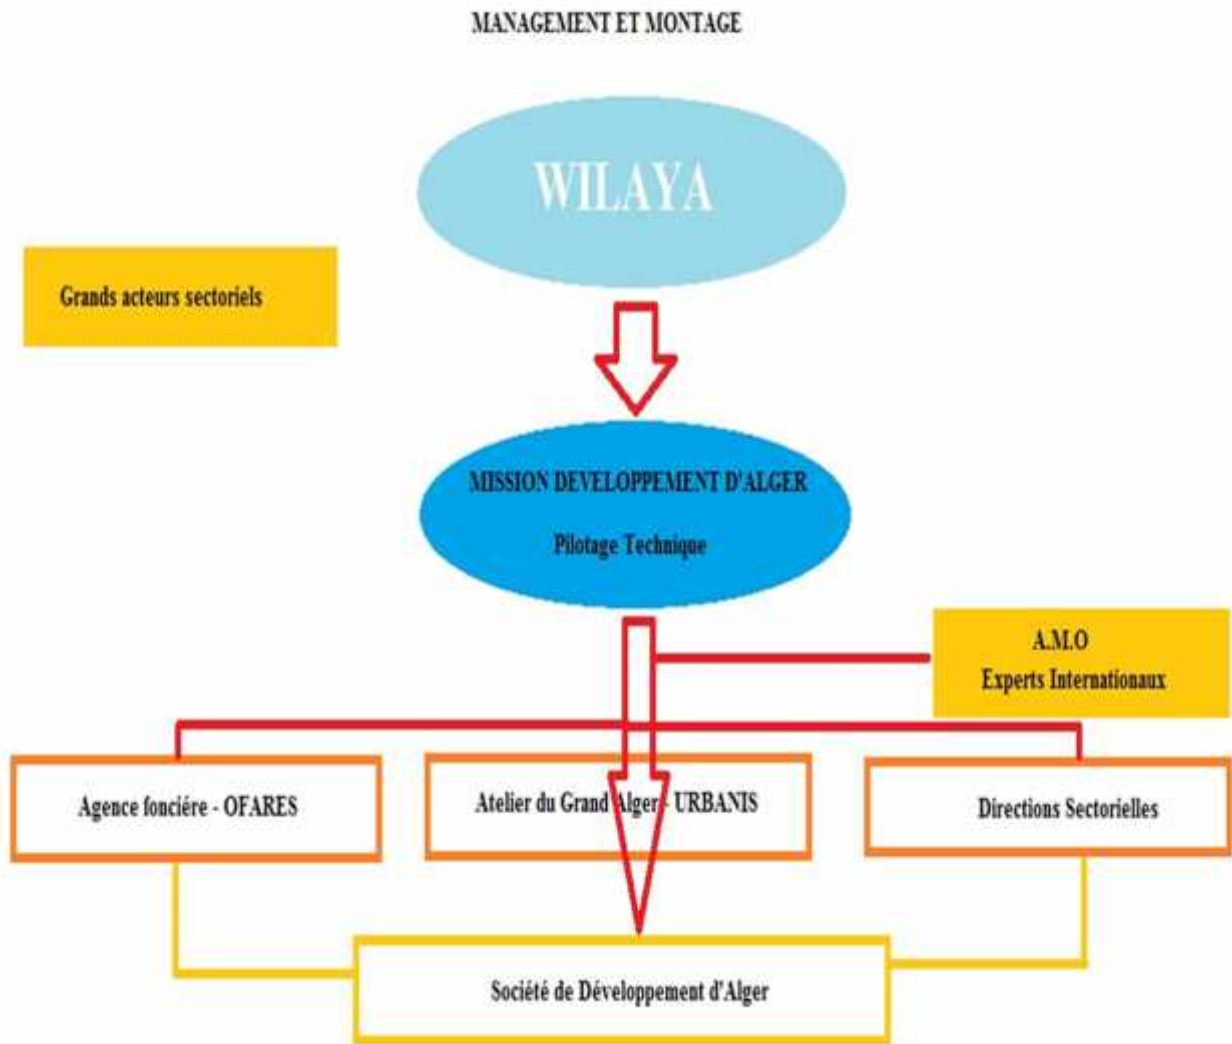 MANAGEMENT ET MONTAGE
WILAYA
Grands acteurs sectoriels
MISSION DEVELOPPEMENT D'ALGER
Pilotage Technique
A.M.O
Experts Internationaux
Agence fonciére - OFARES
Atelier du Grand Alger - URBANIS
Directions Sectorielles
Société de Développement d'Alger